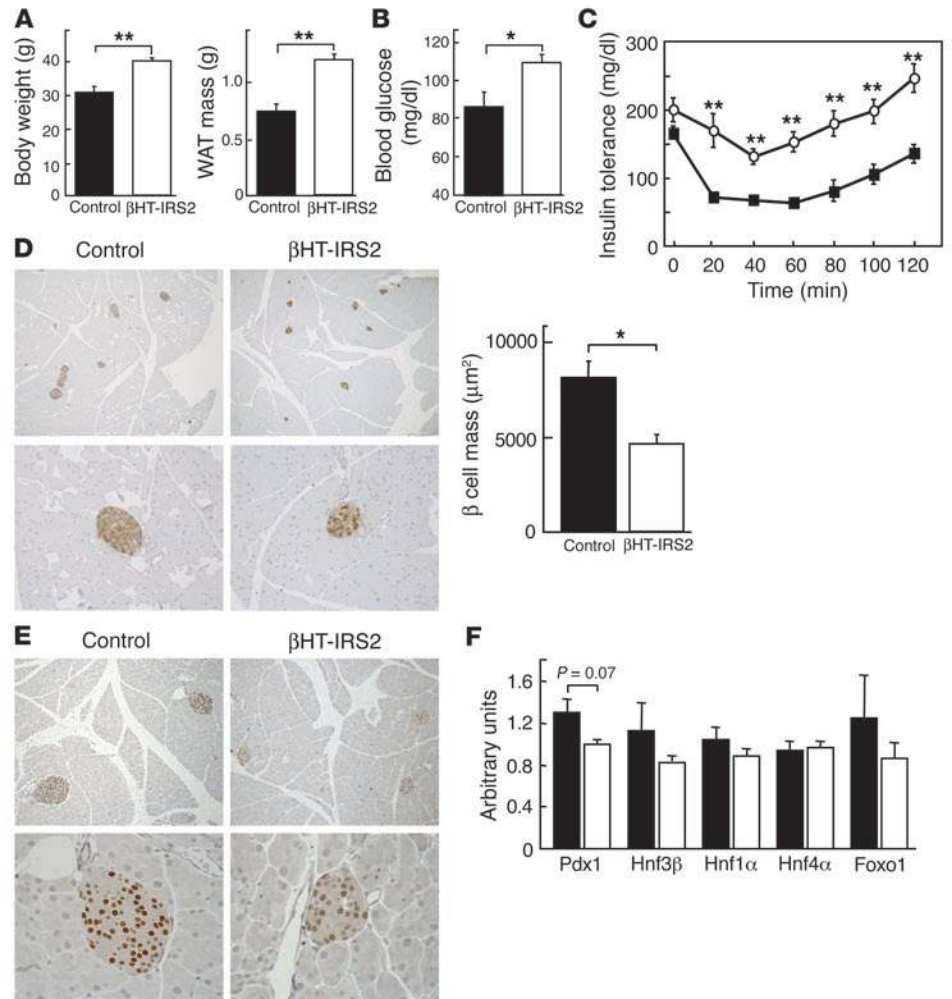 A
Body weight (g)
50
40
30
20
10
0
**
Control βHT-IRS2
WAT mass (g)
1.0
0.5
0
**
Control βHT-IRS2
B
Blood glucose
(mg/dl)
120
100
80
60
40
*
Control βHT-IRS2
C
Insulin tolerance (mg/dl)
300
200
100
0
** ** ** ** ** **
0 20 40 60 80 100 120
Time (min)
D
Control βHT-IRS2
β cell mass (μm²)
10000
5000
0
*
Control βHT-IRS2
E
Control βHT-IRS2
F
Arbitrary units
1.6
1.2
0.8
0.4
0
P = 0.07
Pdx1 Hnf3β Hnf1α Hnf4α Foxo1